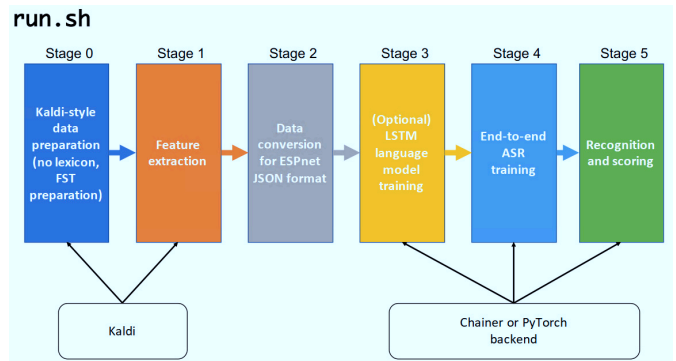 run.sh
Stage 0
Stage 1
Stage 2
Stage 3
Stage 4
Stage 5
Kaldi-style
data
preparation
(no lexicon,
FST
preparation)
Feature
extraction
Data
conversion
for ESPnet
JSON format
(Optional)
LSTM
language
model
training
End-to-end
ASR
training
Recognition
and scoring
Kaldi
Chainer or PyTorch
backend